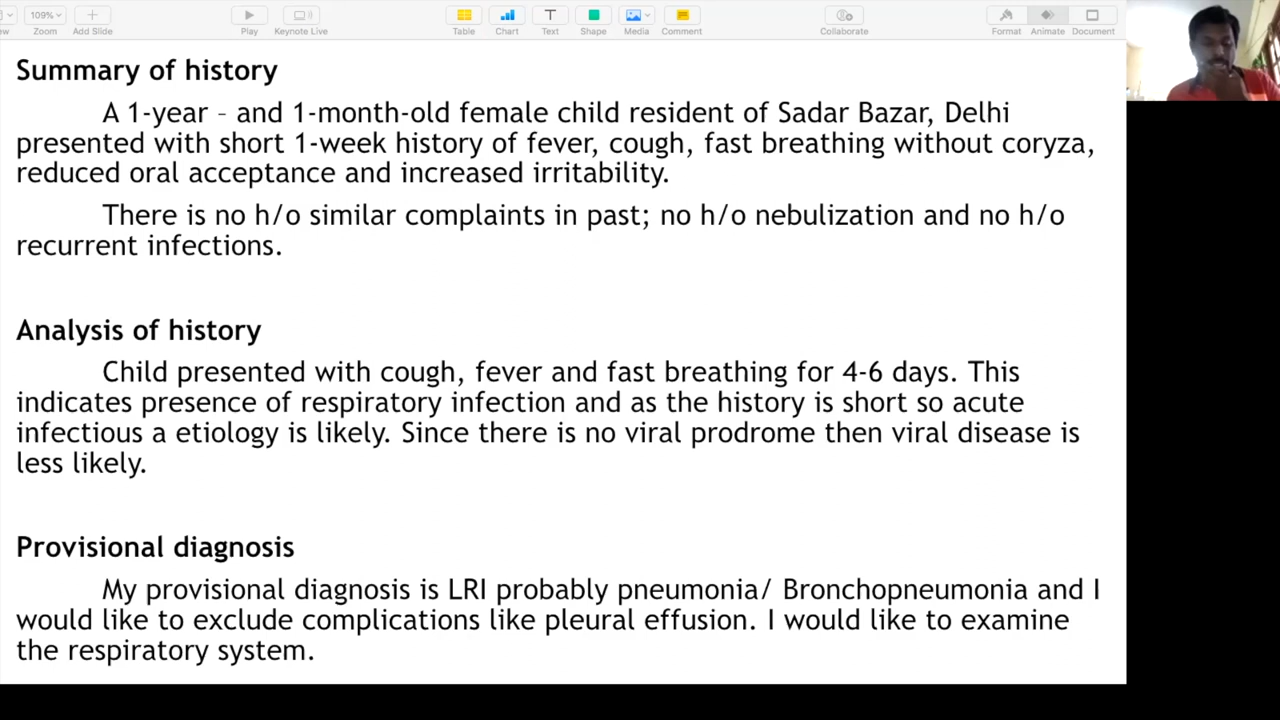 109%
Zoom
Add Slide
Play
Keynote Live
Table
Chart
Text
Shape
Media
Comment
Collaborate
Format
Animate
Document
Summary of history
A 1-year – and 1-month-old female child resident of Sadar Bazar, Delhi
presented with short 1-week history of fever, cough, fast breathing without coryza,
reduced oral acceptance and increased irritability.
There is no h/o similar complaints in past; no h/o nebulization and no h/o
recurrent infections.
Analysis of history
Child presented with cough, fever and fast breathing for 4-6 days. This
indicates presence of respiratory infection and as the history is short so acute
infectious a etiology is likely. Since there is no viral prodrome then viral disease is
less likely.
Provisional diagnosis
My provisional diagnosis is LRI probably pneumonia/ Bronchopneumonia and I
would like to exclude complications like pleural effusion. I would like to examine
the respiratory system.